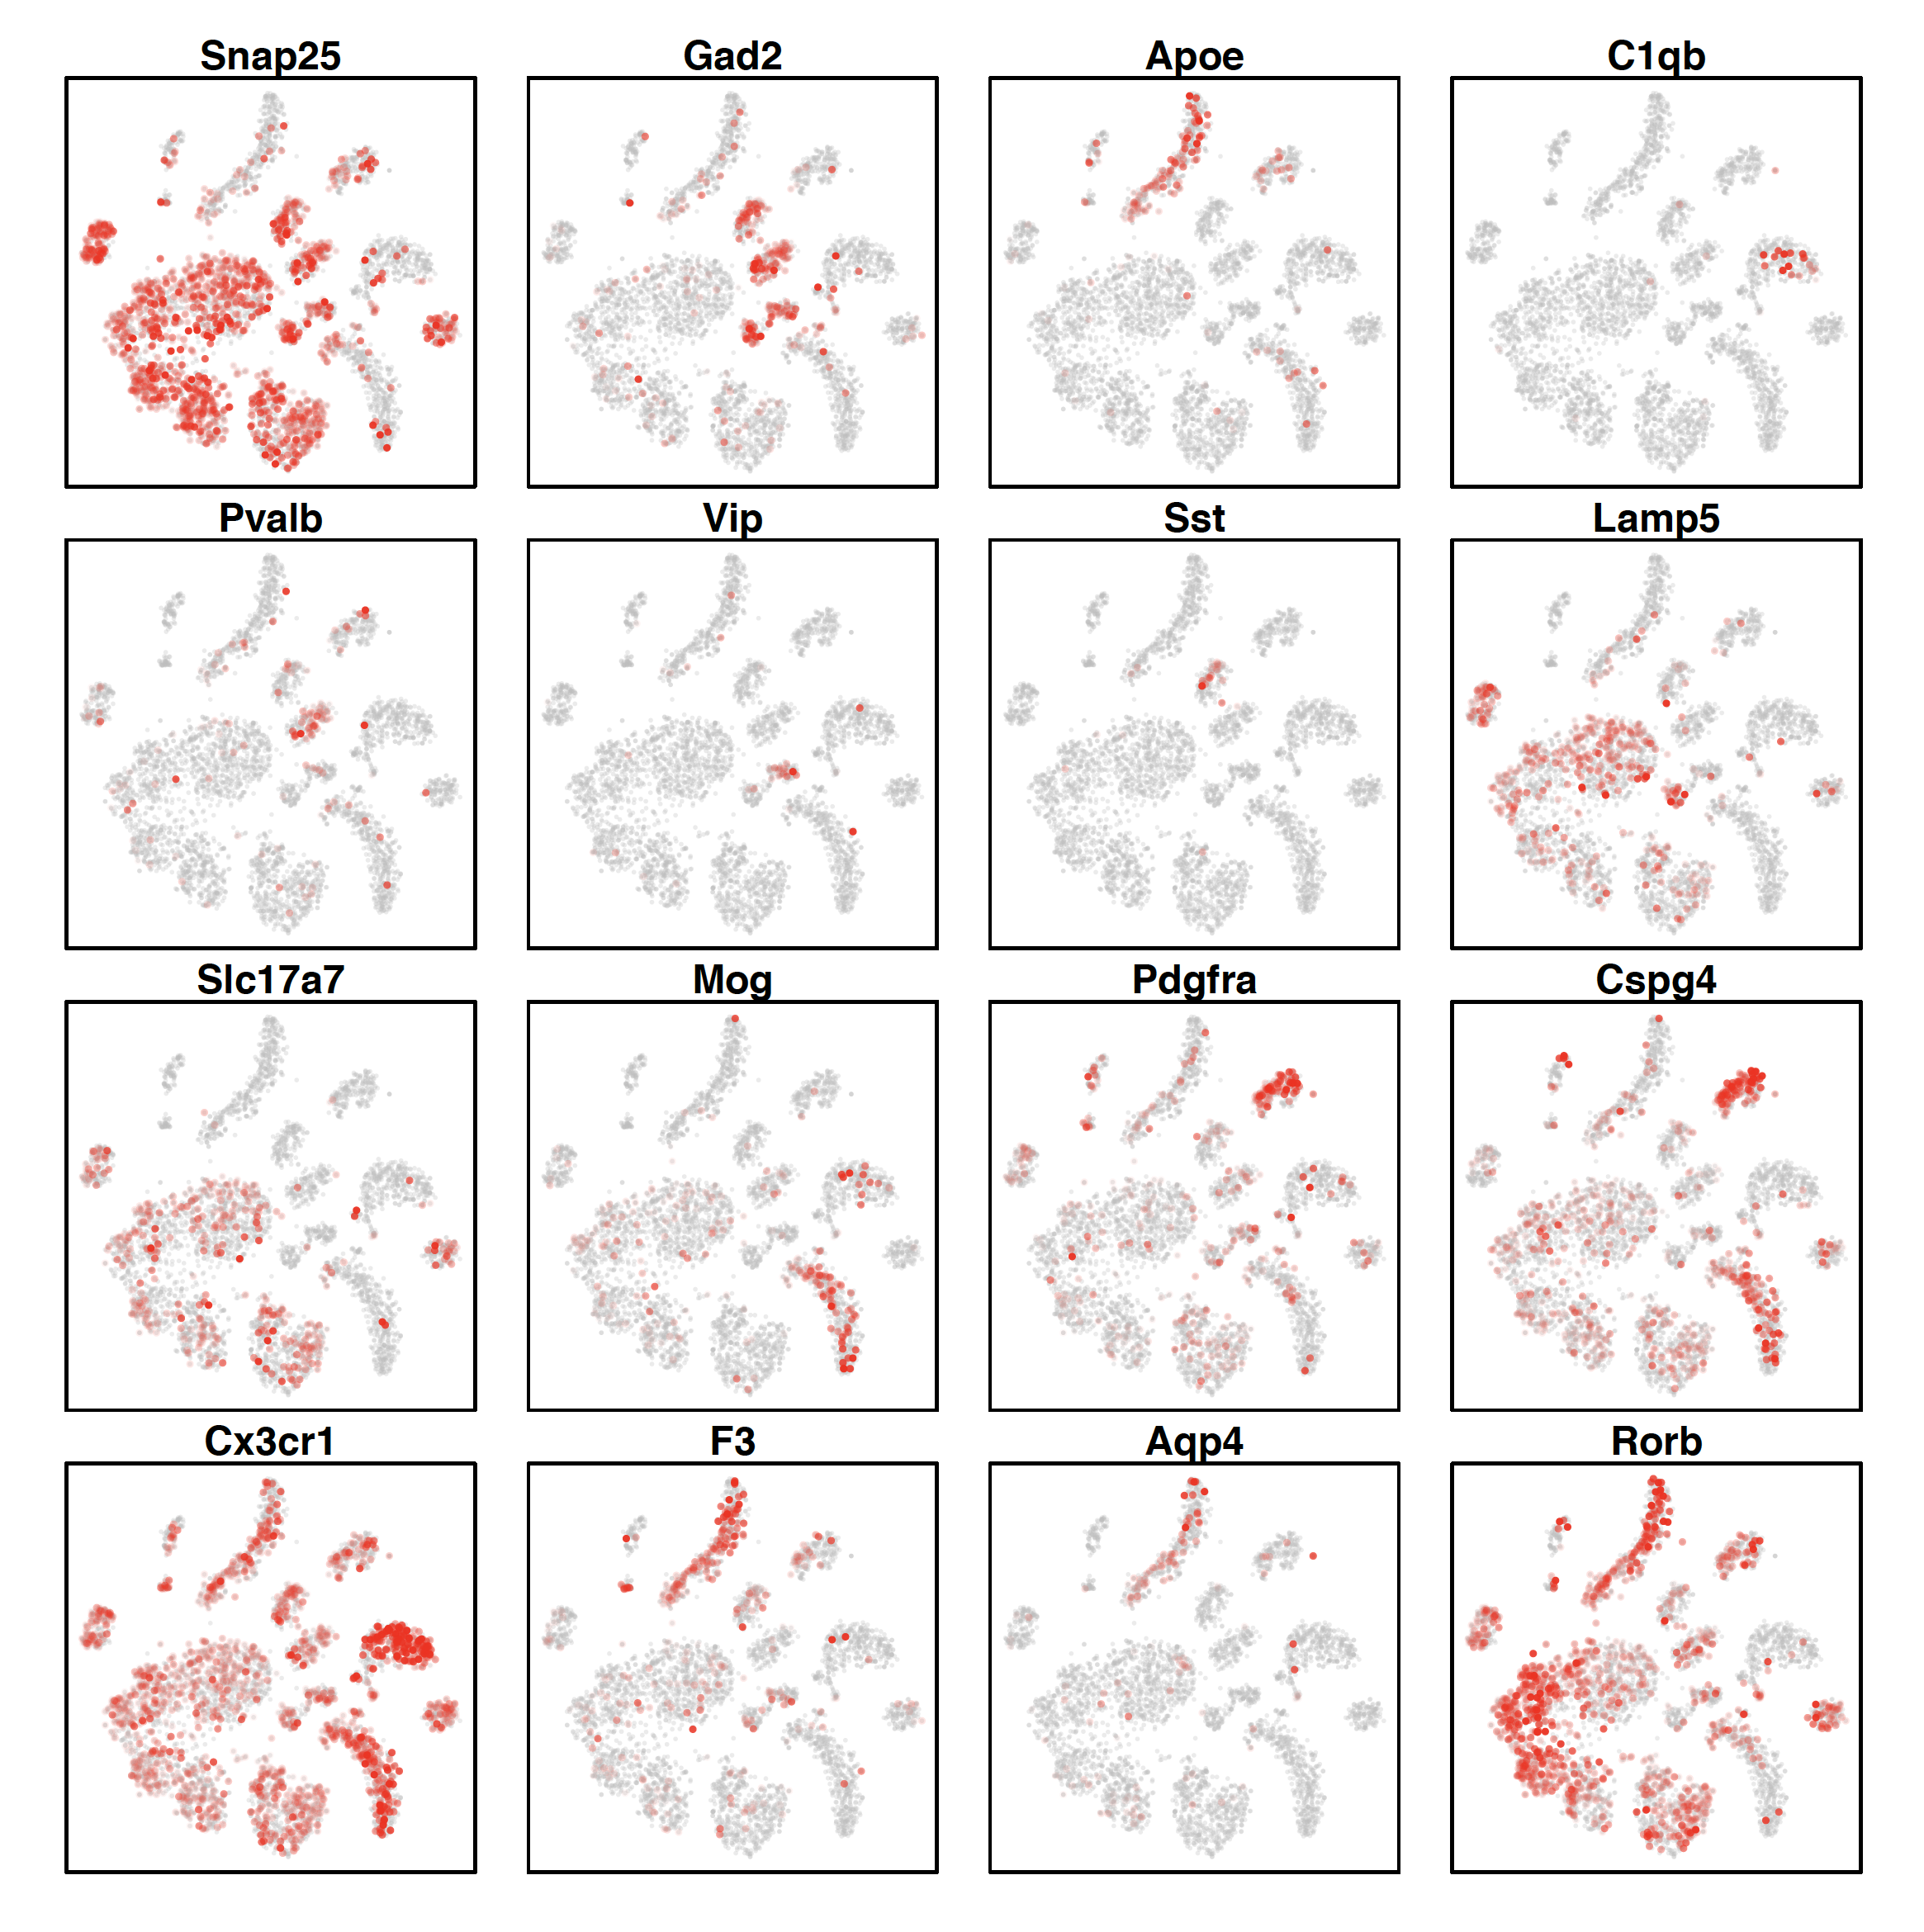 Snap25 Gad2 Apoe C1qb
Pvalb Vip Sst Lamp5
Slc17a7 Mog Pdgfra Cspg4
Cx3cr1 F3 Aqp4 Rorb